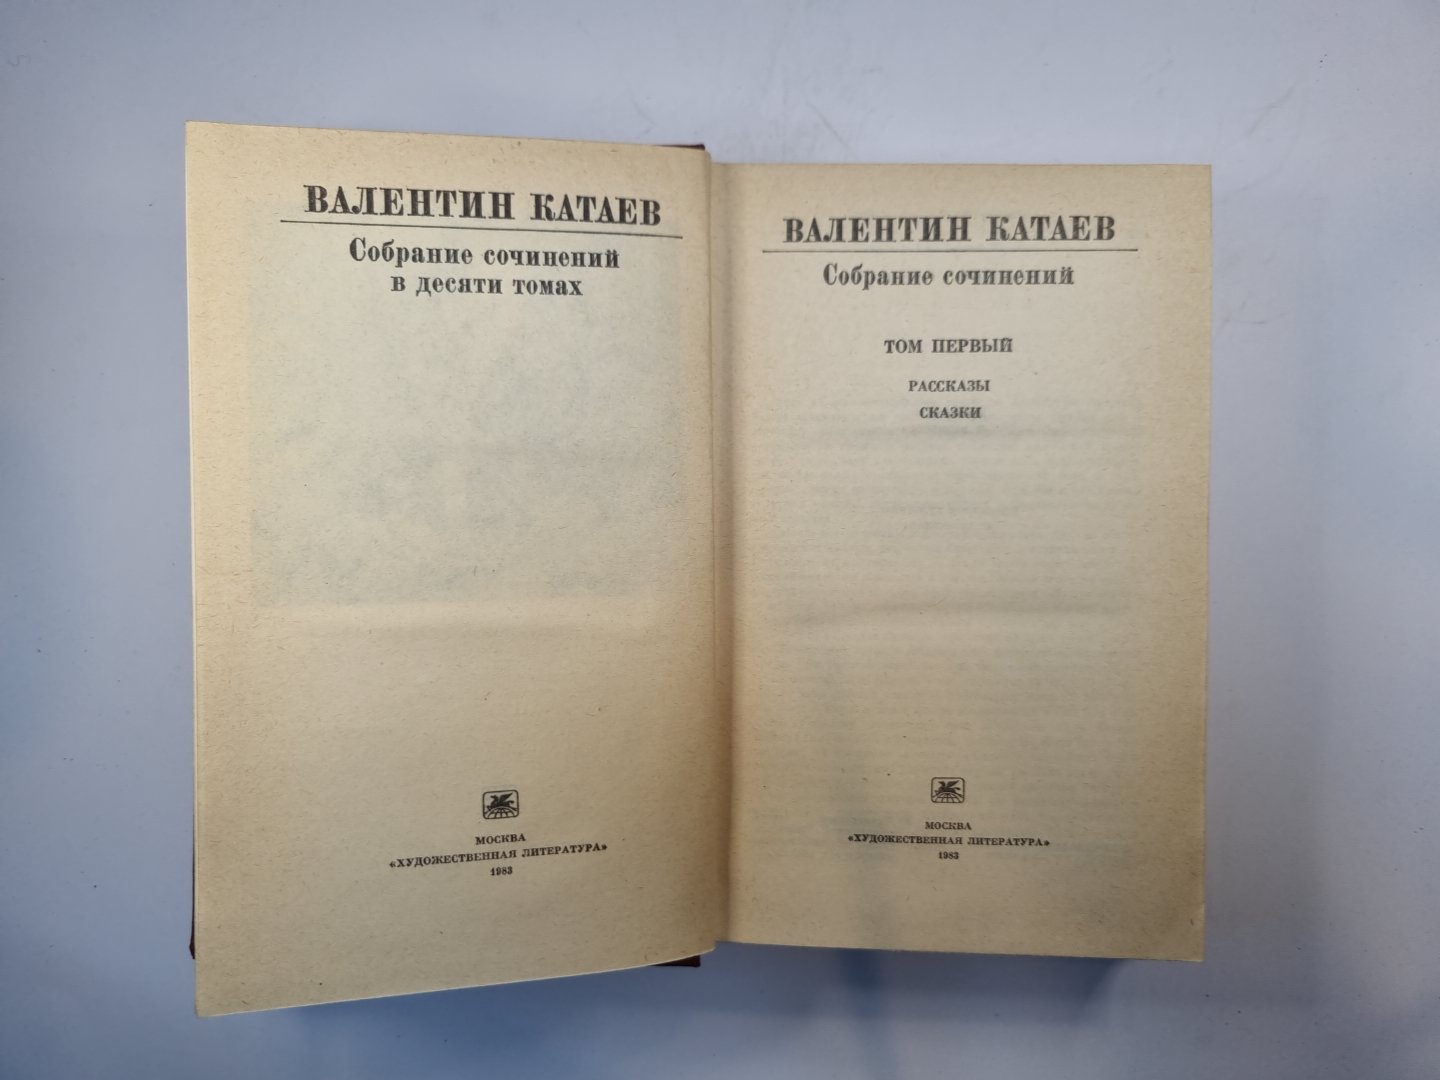 ВАЛЕНТИН КАТАЕВ
Собрание сочинений
в десяти томах
МОСКВА
«ХУДОЖЕСТВЕННАЯ ЛИТЕРАТУРА»
1983
ВАЛЕНТИН КАТАЕВ
Собрание сочинений
ТОМ ПЕРВЫЙ
РАССКАЗЫ
СКАЗКИ
МОСКВА
«ХУДОЖЕСТВЕННАЯ ЛИТЕРАТУРА»
1983